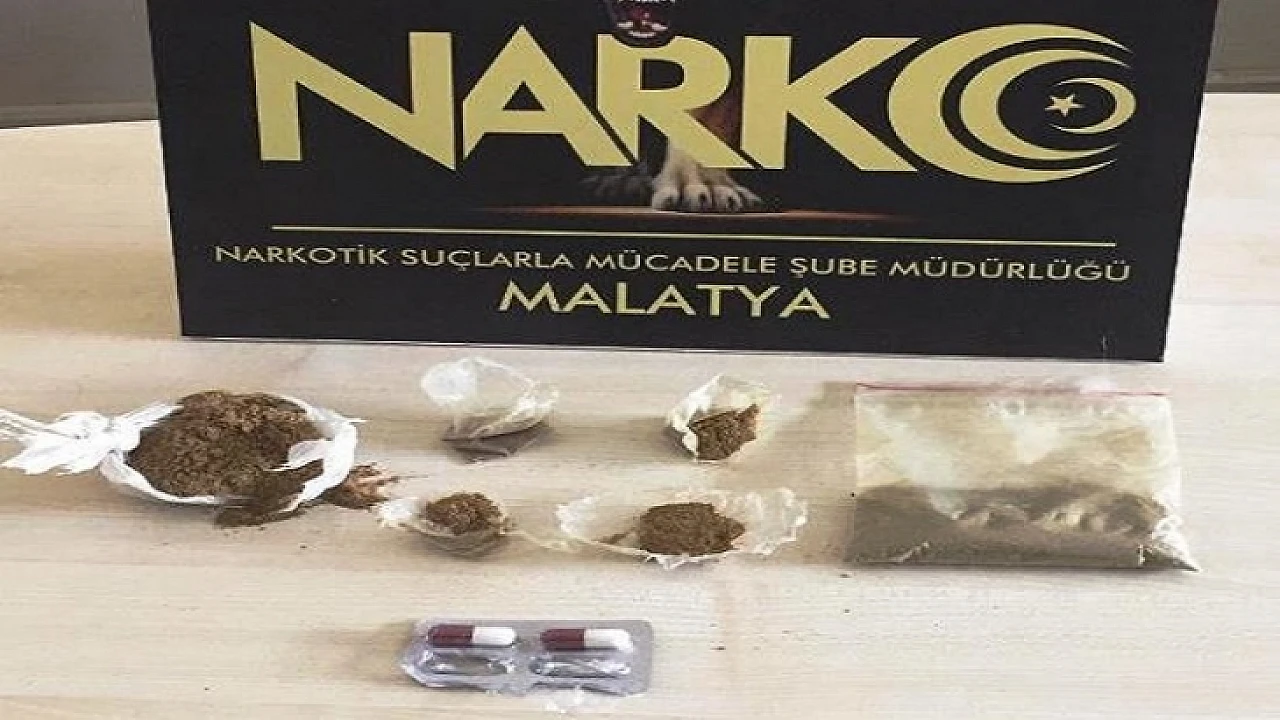 NARKO
NARKOTİK SUÇLARLA MÜCADELE ŞUBE MÜDÜRLÜĞÜ
MALATYA